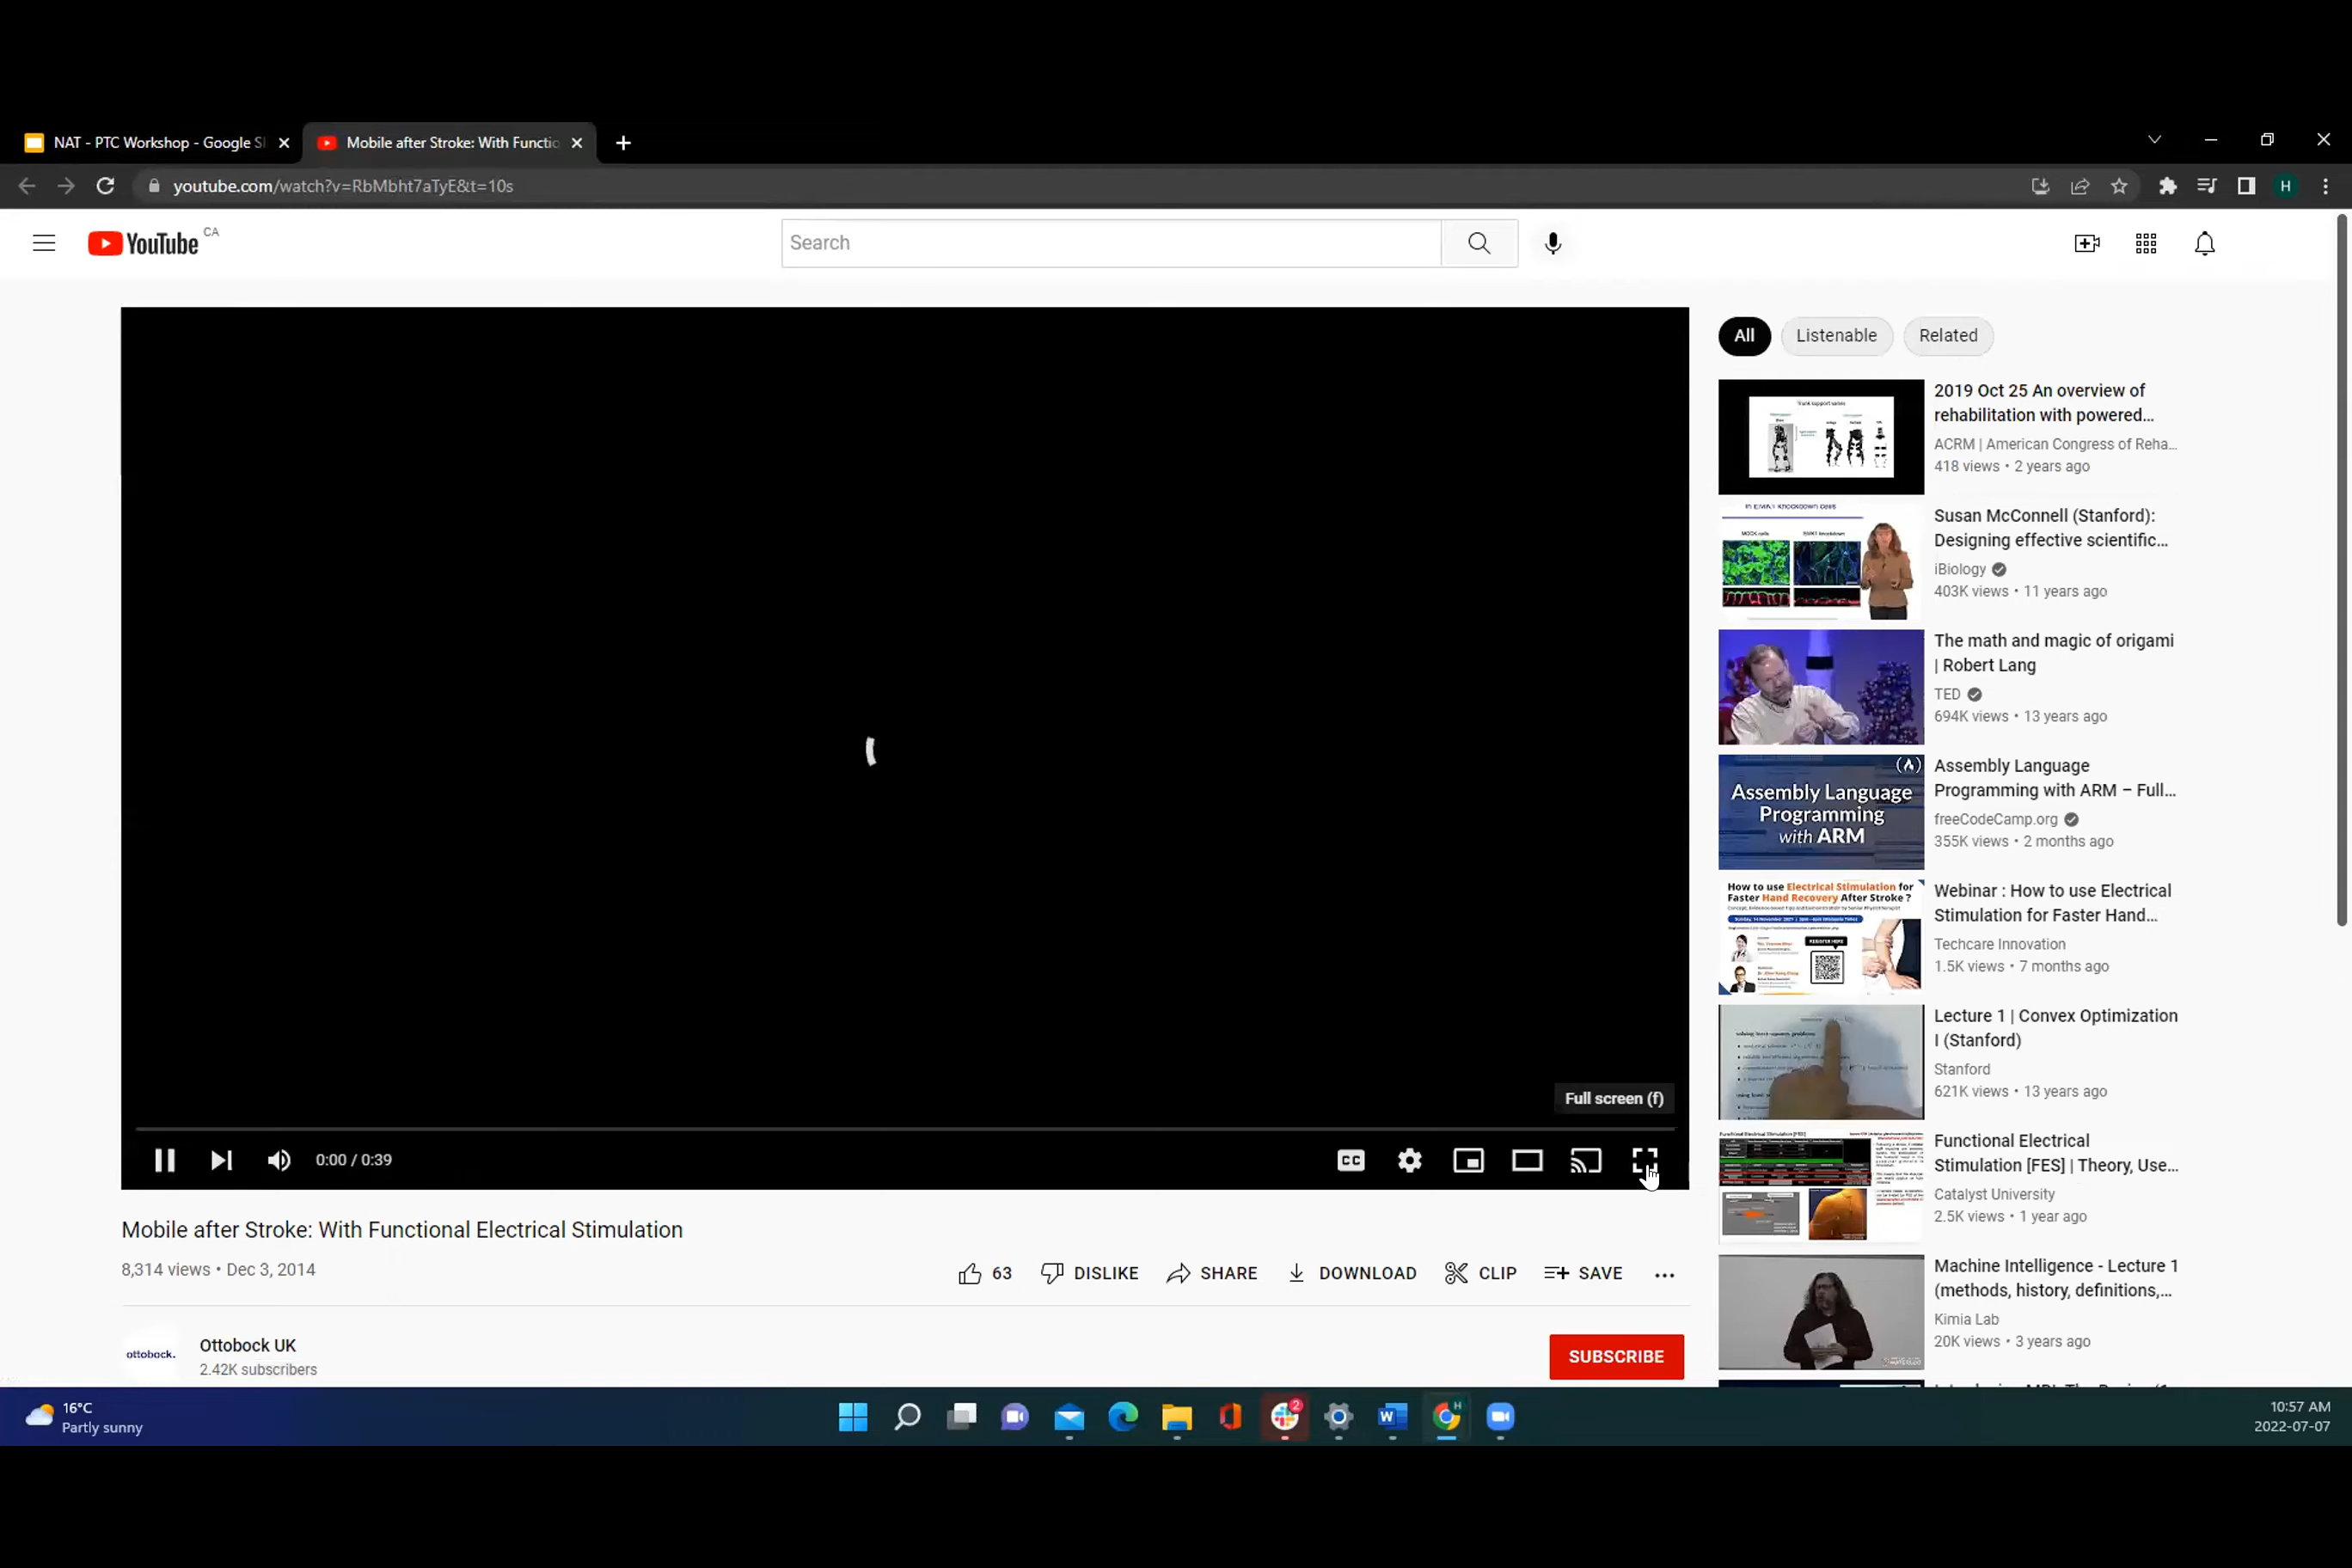 NAT - PTC Workshop - Google Sl
Mobile after Stroke: With Functio
youtube.com/watch?v=RbMbht7aTyE&t=10s
H
YouTube CA
Search
All
Listenable
Related
2019 Oct 25 An overview of
rehabilitation with powered...
ACRM | American Congress of Reha...
418 views • 2 years ago
MOCK cells
Susan McConnell (Stanford):
Designing effective scientific...
iBiology
403K views • 11 years ago
The math and magic of origami
| Robert Lang
TED
694K views • 13 years ago
Assembly Language
Programming
with ARM
Assembly Language
Programming with ARM – Full...
freeCodeCamp.org
355K views • 2 months ago
How to use Electrical Stimulation for
Faster Hand Recovery After Stroke ?
REGISTER HERE
Webinar : How to use Electrical
Stimulation for Faster Hand...
Techcare Innovation
1.5K views • 7 months ago
Lecture 1 | Convex Optimization
I (Stanford)
Stanford
621K views • 13 years ago
Functional Electrical
Stimulation [FES] | Theory, Use...
Catalyst University
2.5K views • 1 year ago
Machine Intelligence - Lecture 1
(methods, history, definitions,...
Kimia Lab
20K views • 3 years ago
Full screen (f)
0:00 / 0:39
CC
Mobile after Stroke: With Functional Electrical Stimulation
8,314 views • Dec 3, 2014
63
DISLIKE
SHARE
DOWNLOAD
CLIP
SAVE
ottobock.
Ottobock UK
2.42K subscribers
SUBSCRIBE
16°C
Partly sunny
2
W
H
10:57 AM
2022-07-07